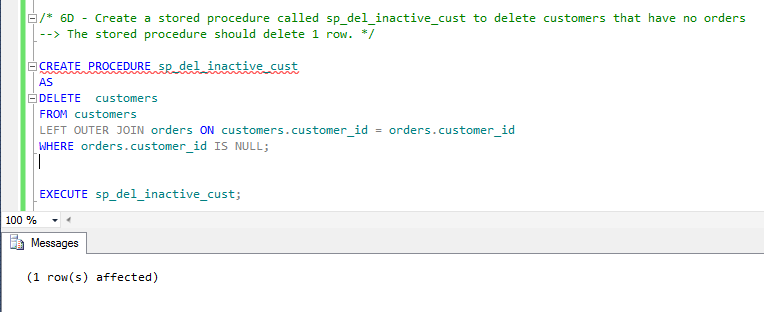 /* 6D - Create a stored procedure called sp_del_inactive_cust to delete customers that have no orders
--> The stored procedure should delete 1 row. */
CREATE PROCEDURE sp_del_inactive_cust
AS
DELETE  customers
FROM customers
LEFT OUTER JOIN orders ON customers.customer_id = orders.customer_id
WHERE orders.customer_id IS NULL;
EXECUTE sp_del_inactive_cust;
100 %
Messages
(1 row(s) affected)